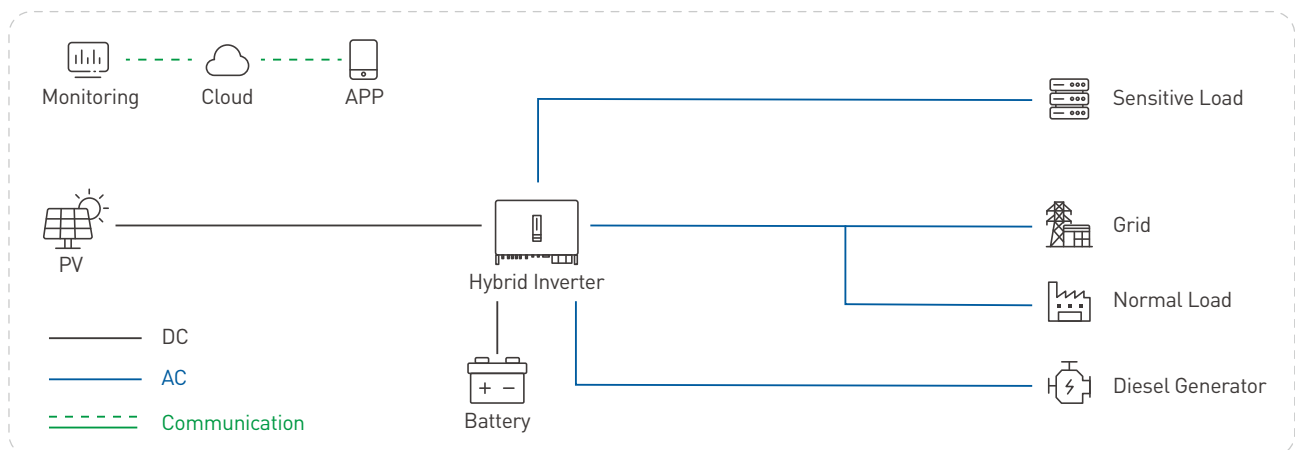 Monitoring
Cloud
APP
Sensitive Load
PV
Hybrid Inverter
Grid
Normal Load
DC
AC
Communication
Battery
Diesel Generator